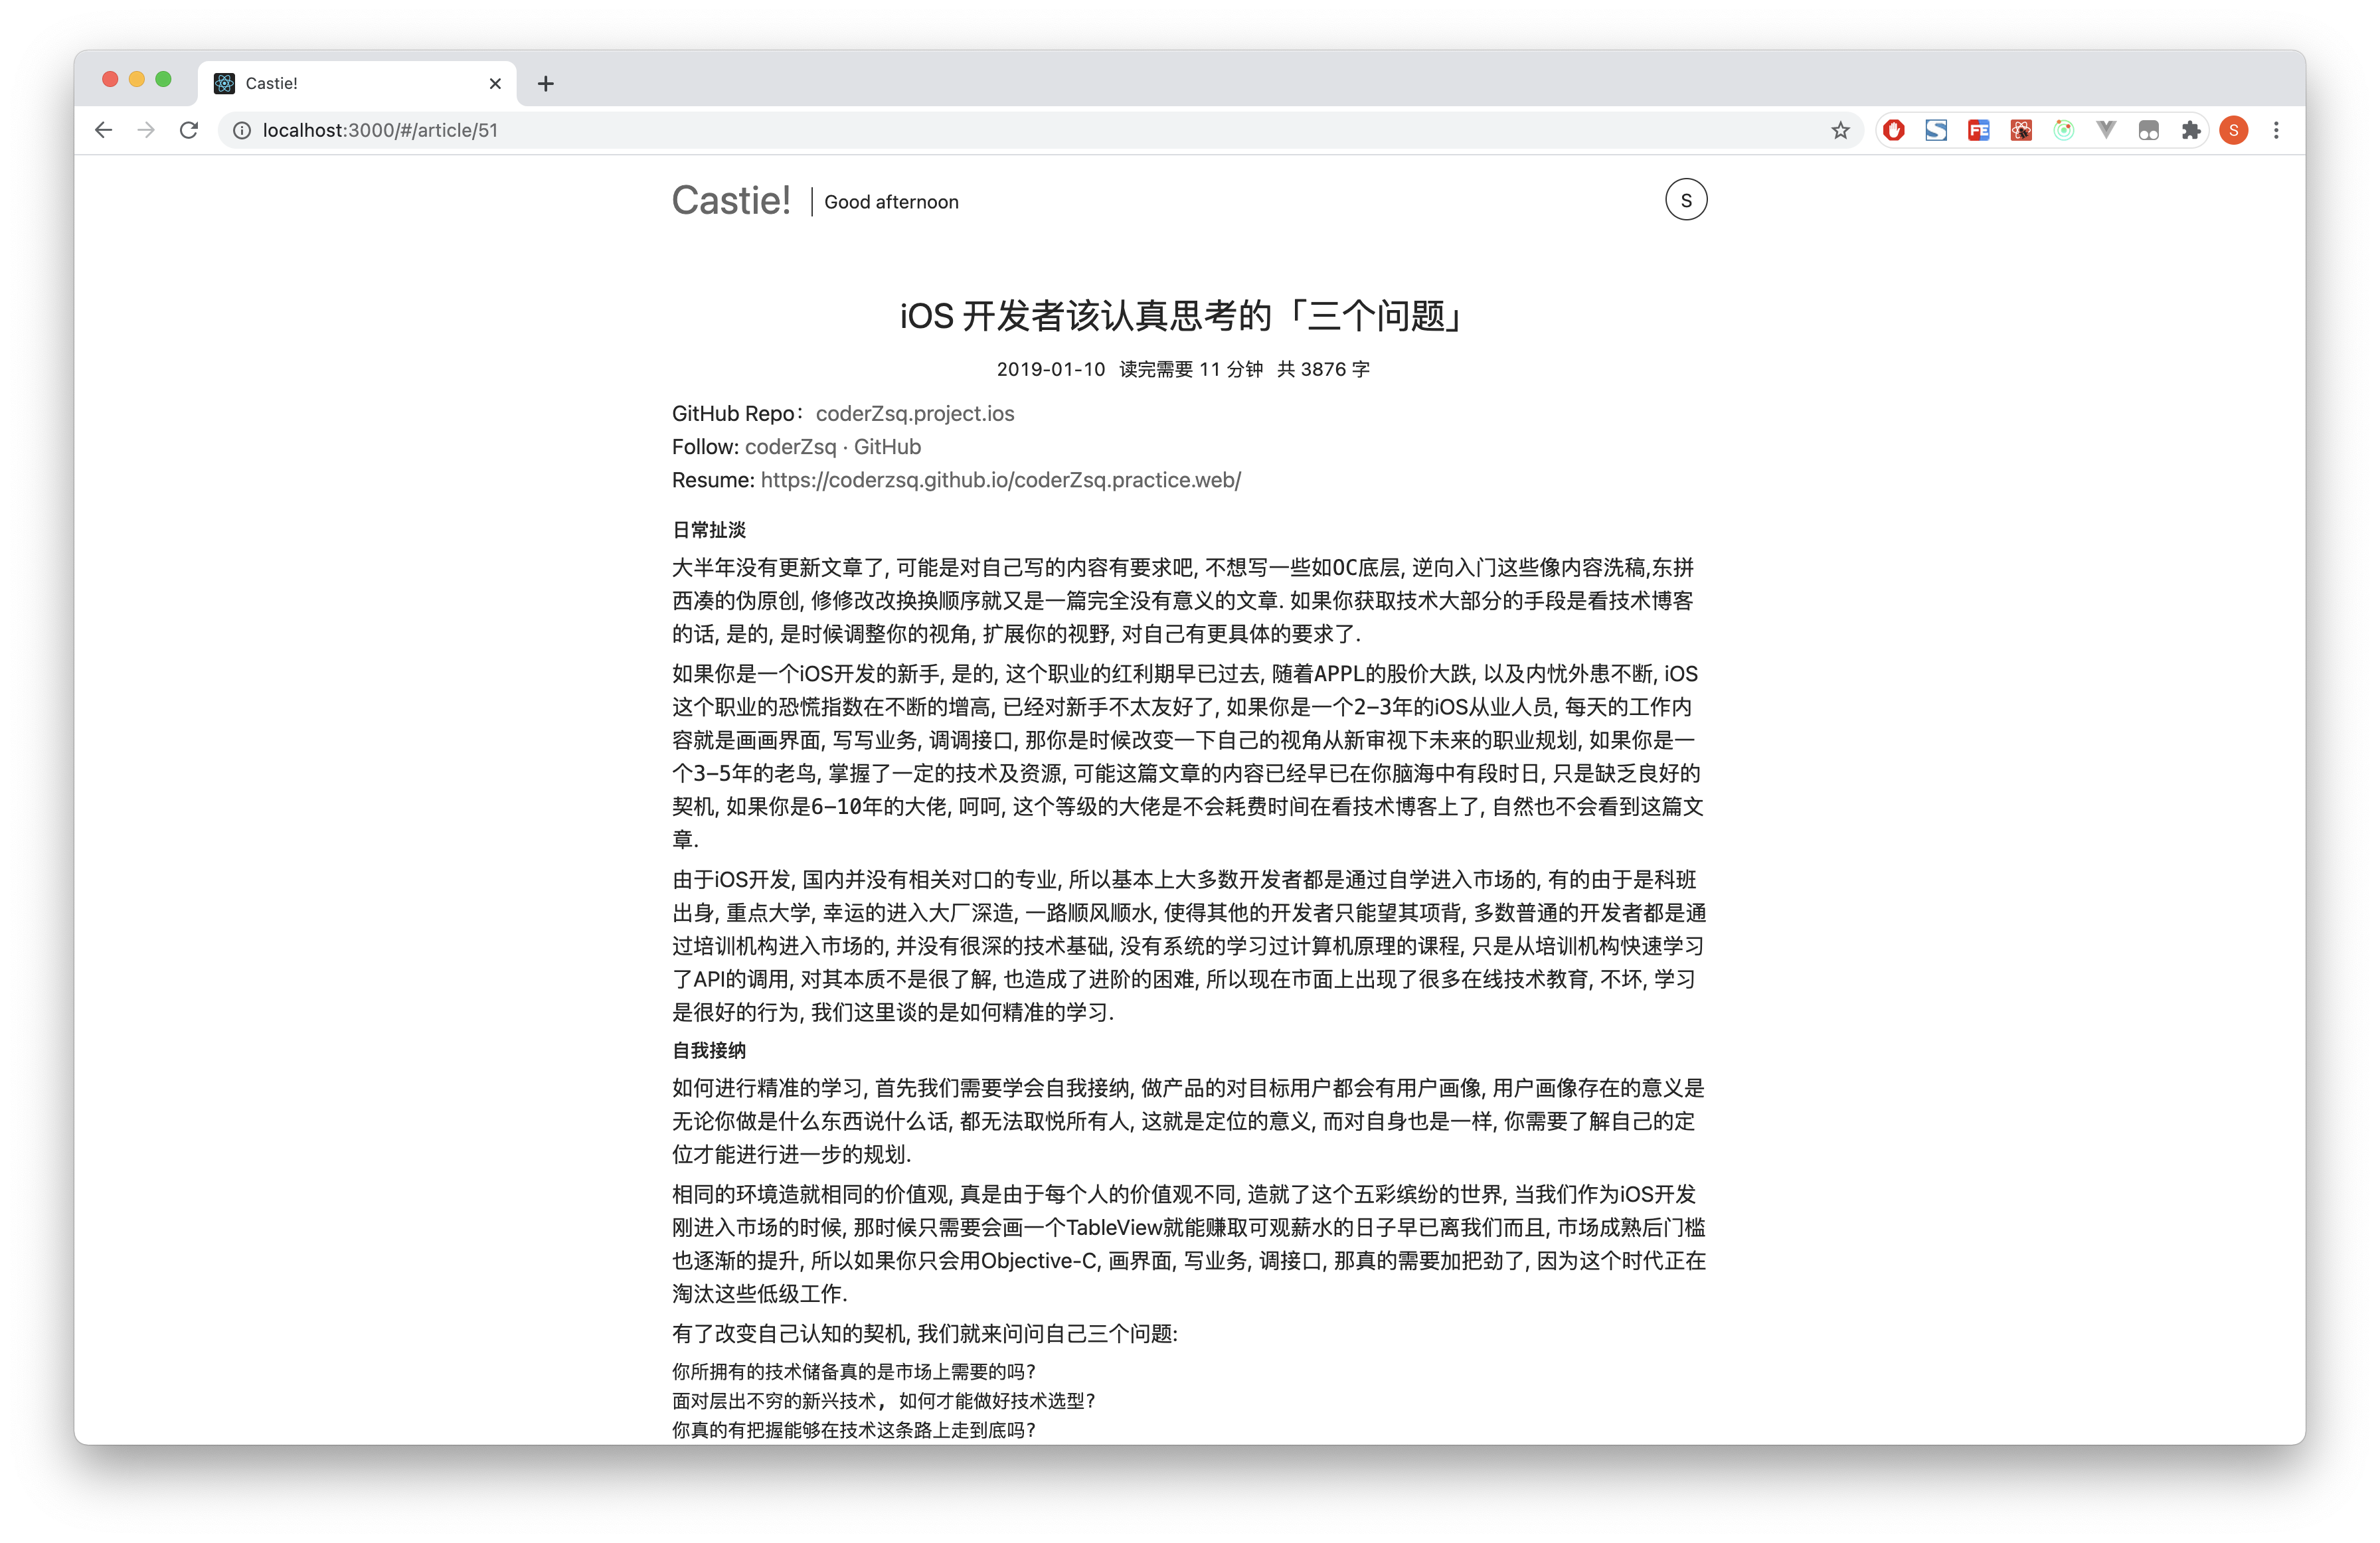 Castie!
localhost:3000/#/article/51
FE
S
Castie!
Good afternoon
S
iOS 开发者该认真思考的「三个问题」
2019-01-10 读完需要 11 分钟 共 3876 字
GitHub Repo：coderZsq.project.ios
Follow: coderZsq · GitHub
Resume: https://coderzsq.github.io/coderZsq.practice.web/
日常扯淡
大半年没有更新文章了, 可能是对自己写的内容有要求吧, 不想写一些如OC底层, 逆向入门这些像内容洗稿,东拼
西凑的伪原创, 修修改改换换顺序就又是一篇完全没有意义的文章. 如果你获取技术大部分的手段是看技术博客
的话, 是的, 是时候调整你的视角, 扩展你的视野, 对自己有更具体的要求了.
如果你是一个iOS开发的新手, 是的, 这个职业的红利期早已过去, 随着APPL的股价大跌, 以及内忧外患不断, iOS
这个职业的恐慌指数在不断的增高, 已经对新手不太友好了, 如果你是一个2–3年的iOS从业人员, 每天的工作内
容就是画画界面, 写写业务, 调调接口, 那你是时候改变一下自己的视角从新审视下未来的职业规划, 如果你是一
个3–5年的老鸟, 掌握了一定的技术及资源, 可能这篇文章的内容已经早已在你脑海中有段时日, 只是缺乏良好的
契机, 如果你是6–10年的大佬, 呵呵, 这个等级的大佬是不会耗费时间在看技术博客上了, 自然也不会看到这篇文
章.
由于iOS开发, 国内并没有相关对口的专业, 所以基本上大多数开发者都是通过自学进入市场的, 有的由于是科班
出身, 重点大学, 幸运的进入大厂深造, 一路顺风顺水, 使得其他的开发者只能望其项背, 多数普通的开发者都是通
过培训机构进入市场的, 并没有很深的技术基础, 没有系统的学习过计算机原理的课程, 只是从培训机构快速学习
了API的调用, 对其本质不是很了解, 也造成了进阶的困难, 所以现在市面上出现了很多在线技术教育, 不坏, 学习
是很好的行为, 我们这里谈的是如何精准的学习.
自我接纳
如何进行精准的学习, 首先我们需要学会自我接纳, 做产品的对目标用户都会有用户画像, 用户画像存在的意义是
无论你做是什么东西说什么话, 都无法取悦所有人, 这就是定位的意义, 而对自身也是一样, 你需要了解自己的定
位才能进行进一步的规划.
相同的环境造就相同的价值观, 真是由于每个人的价值观不同, 造就了这个五彩缤纷的世界, 当我们作为iOS开发
刚进入市场的时候, 那时候只需要会画一个TableView就能赚取可观薪水的日子早已离我们而且, 市场成熟后门槛
也逐渐的提升, 所以如果你只会用Objective-C, 画界面, 写业务, 调接口, 那真的需要加把劲了, 因为这个时代正在
淘汰这些低级工作.
有了改变自己认知的契机, 我们就来问问自己三个问题:
你所拥有的技术储备真的是市场上需要的吗?
面对层出不穷的新兴技术, 如何才能做好技术选型?
你真的有把握能够在技术这条路上走到底吗?